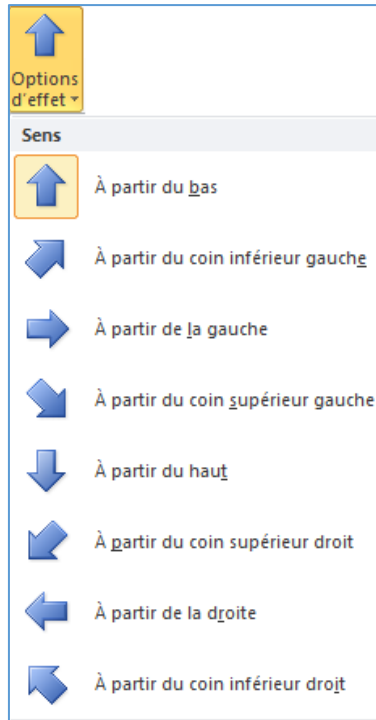 Options
d'effet
Sens
À partir du bas
À partir du coin inférieur gauche
À partir de la gauche
À partir du coin supérieur gauche
À partir du haut
À partir du coin supérieur droit
À partir de la droite
À partir du coin inférieur droit